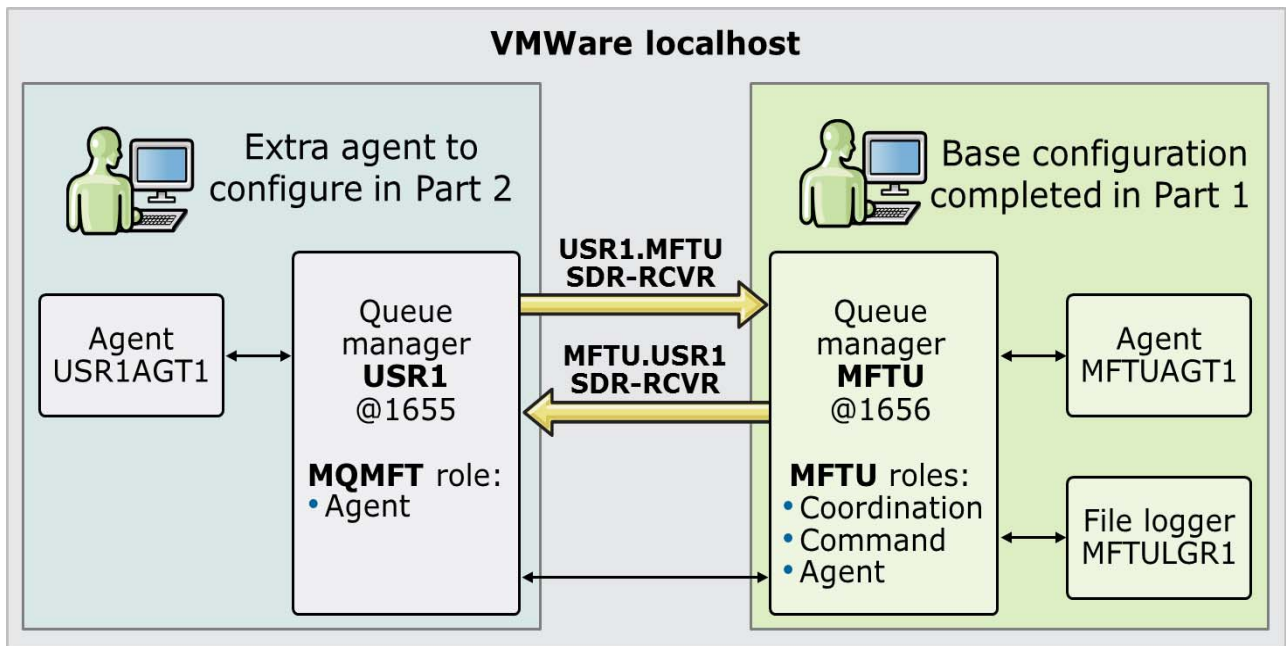 VMWare localhost
Extra agent to
configure in Part 2
Base configuration
completed in Part 1
Agent
USR1AGT1
Queue
manager
USR1
@1655
MQMFT role:
• Agent
USR1.MFTU
SDR-RCVR
MFTU.USR1
SDR-RCVR
Queue
manager
MFTU
@1656
MFTU roles:
• Coordination
• Command
• Agent
Agent
MFTUAGT1
File logger
MFTULGR1